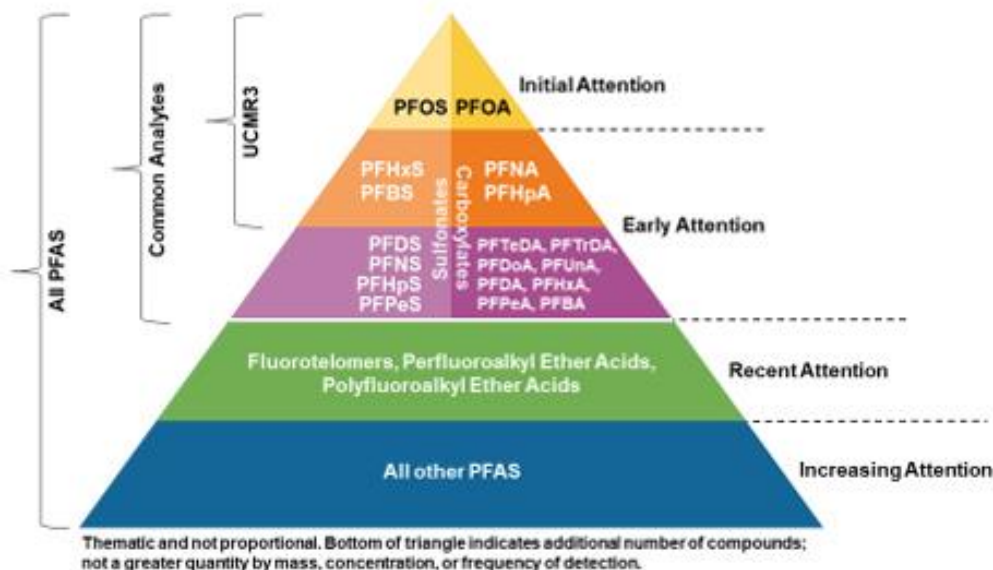 All PFAS
Common Analytes
UCMR3
PFOS PFOA
Initial Attention
PFHxS
PFBS
Sulfonates
Carboxylates
PFNA
PFHpA
Early Attention
PFDS
PFNS
PFHpS
PFPeS
PFTeDA, PFTrDA,
PFDoA, PFUnA,
PFDA, PFHxA,
PFPeA, PFBA
Fluorotelomers, Perfluoroalkyl Ether Acids,
Polyfluoroalkyl Ether Acids
Recent Attention
All other PFAS
Increasing Attention
Thematic and not proportional. Bottom of triangle indicates additional number of compounds;
not a greater quantity by mass, concentration, or frequency of detection.